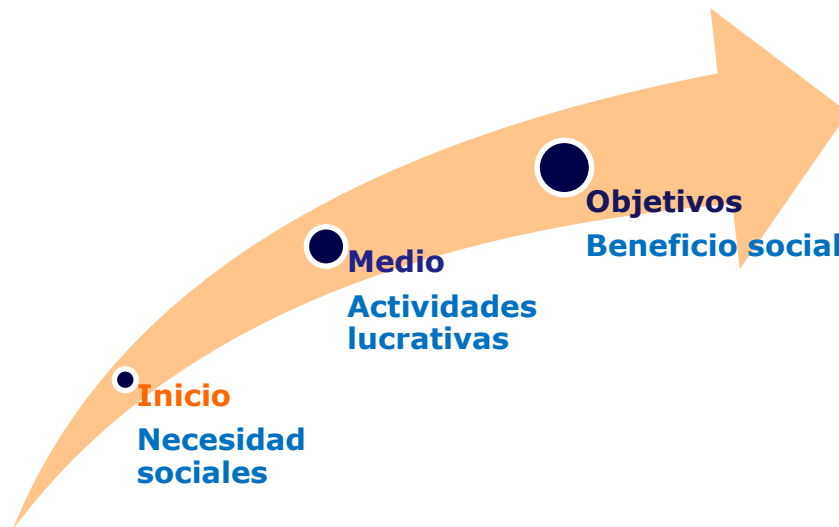 Inicio
Necesidad
sociales
Medio
Actividades
lucrativas
Objetivos
Beneficio social